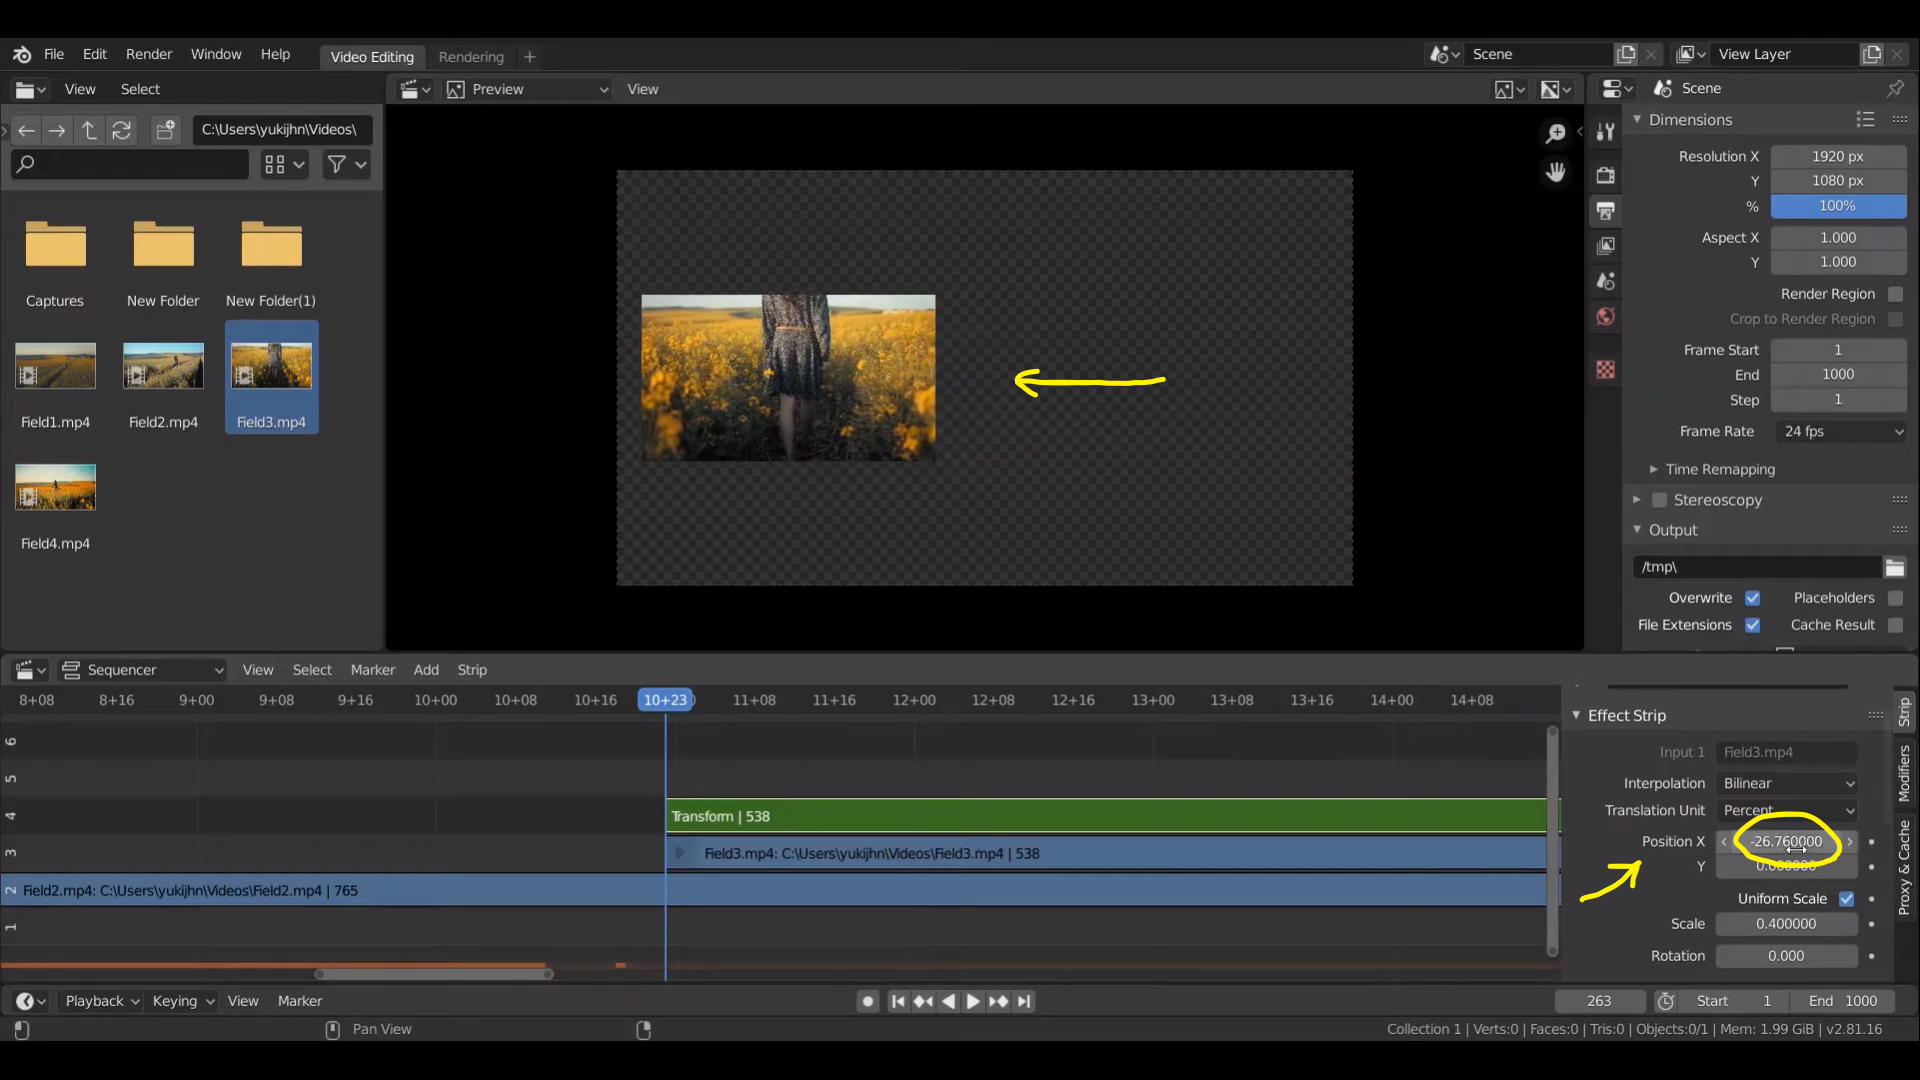 File Edit Render Window Help Video Editing Rendering + Scene View Layer
View Select Preview View Scene
C:\Users\yukijhn\Videos\
Captures New Folder New Folder(1)
Field1.mp4 Field2.mp4 Field3.mp4
Field4.mp4
Dimensions
Resolution X 1920 px
Y 1080 px
% 100%
Aspect X 1.000
Y 1.000
Render Region
Crop to Render Region
Frame Start 1
End 1000
Step 1
Frame Rate 24 fps
Time Remapping
Stereoscopy
Output
/tmp\
Overwrite Placeholders
File Extensions Cache Result
Sequencer View Select Marker Add Strip
8+08 8+16 9+00 9+08 9+16 10+00 10+08 10+16 10+23 11+08 11+16 12+00 12+08 12+16 13+00 13+08 13+16 14+00 14+08
6
5
4 Transform | 538
3 Field3.mp4: C:\Users\yukijhn\Videos\Field3.mp4 | 538
2 Field2.mp4: C:\Users\yukijhn\Videos\Field2.mp4 | 765
1
Effect Strip
Input 1 Field3.mp4
Interpolation Bilinear
Translation Unit Percent
Position X -26.760000
Y 0.000000
Uniform Scale
Scale 0.400000
Rotation 0.000
Strip
Modifiers
Proxy & Cache
Playback Keying View Marker 263 Start 1 End 1000
Pan View Collection 1 | Verts:0 | Faces:0 | Tris:0 | Objects:0/1 | Mem: 1.99 GiB | v2.81.16